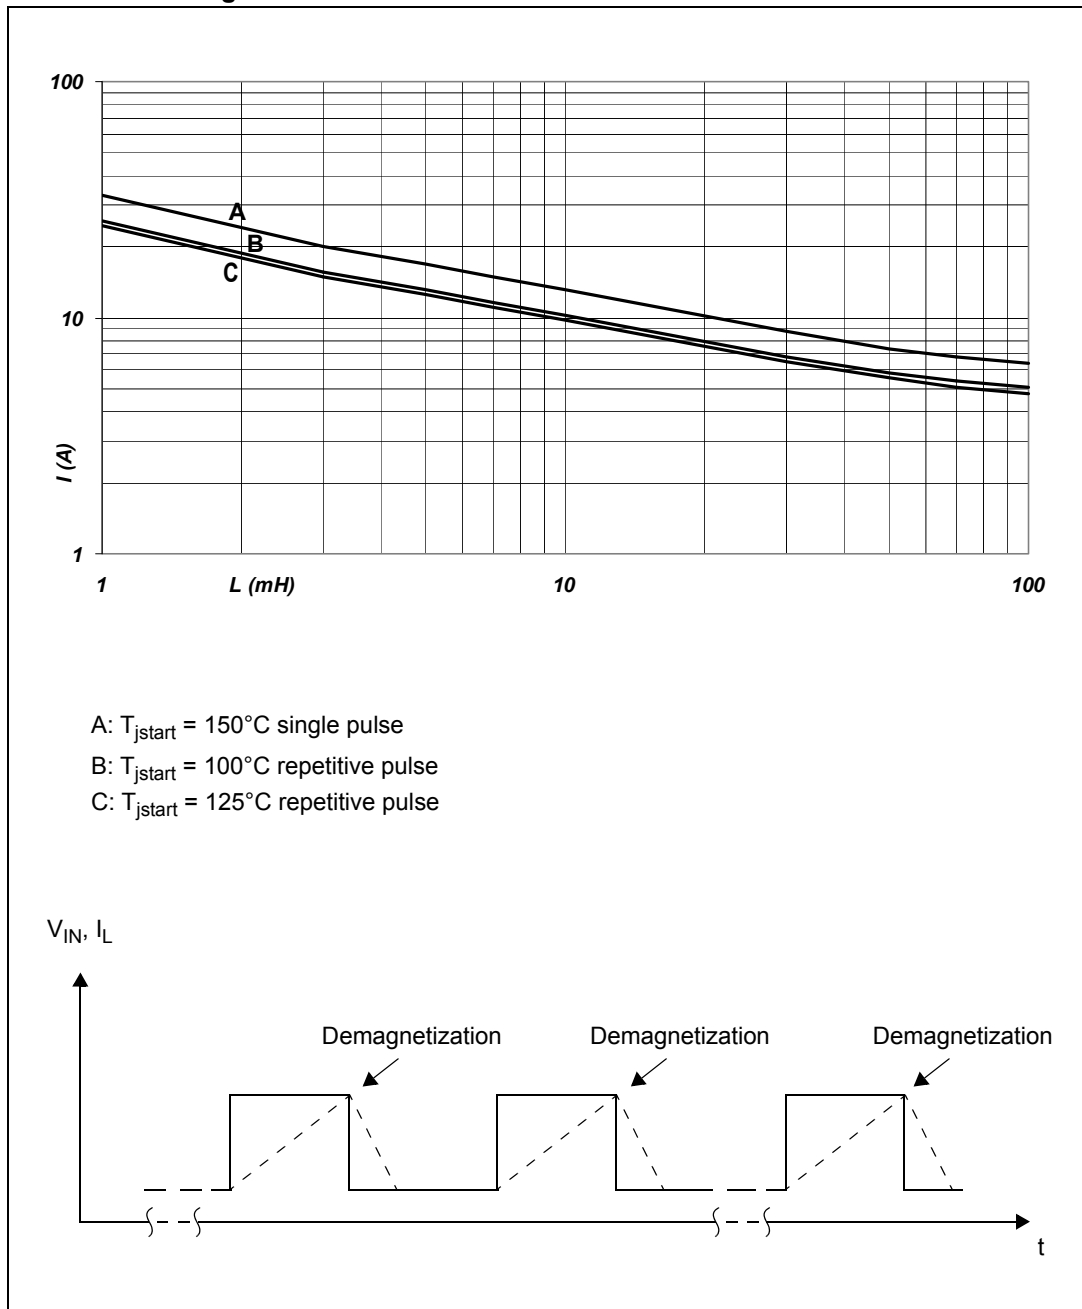 100
A
B
C
10
I (A)
1
1 L (mH) 10 100
A: Tjstart = 150°C single pulse
B: Tjstart = 100°C repetitive pulse
C: Tjstart = 125°C repetitive pulse
VIN, IL
Demagnetization Demagnetization Demagnetization
t